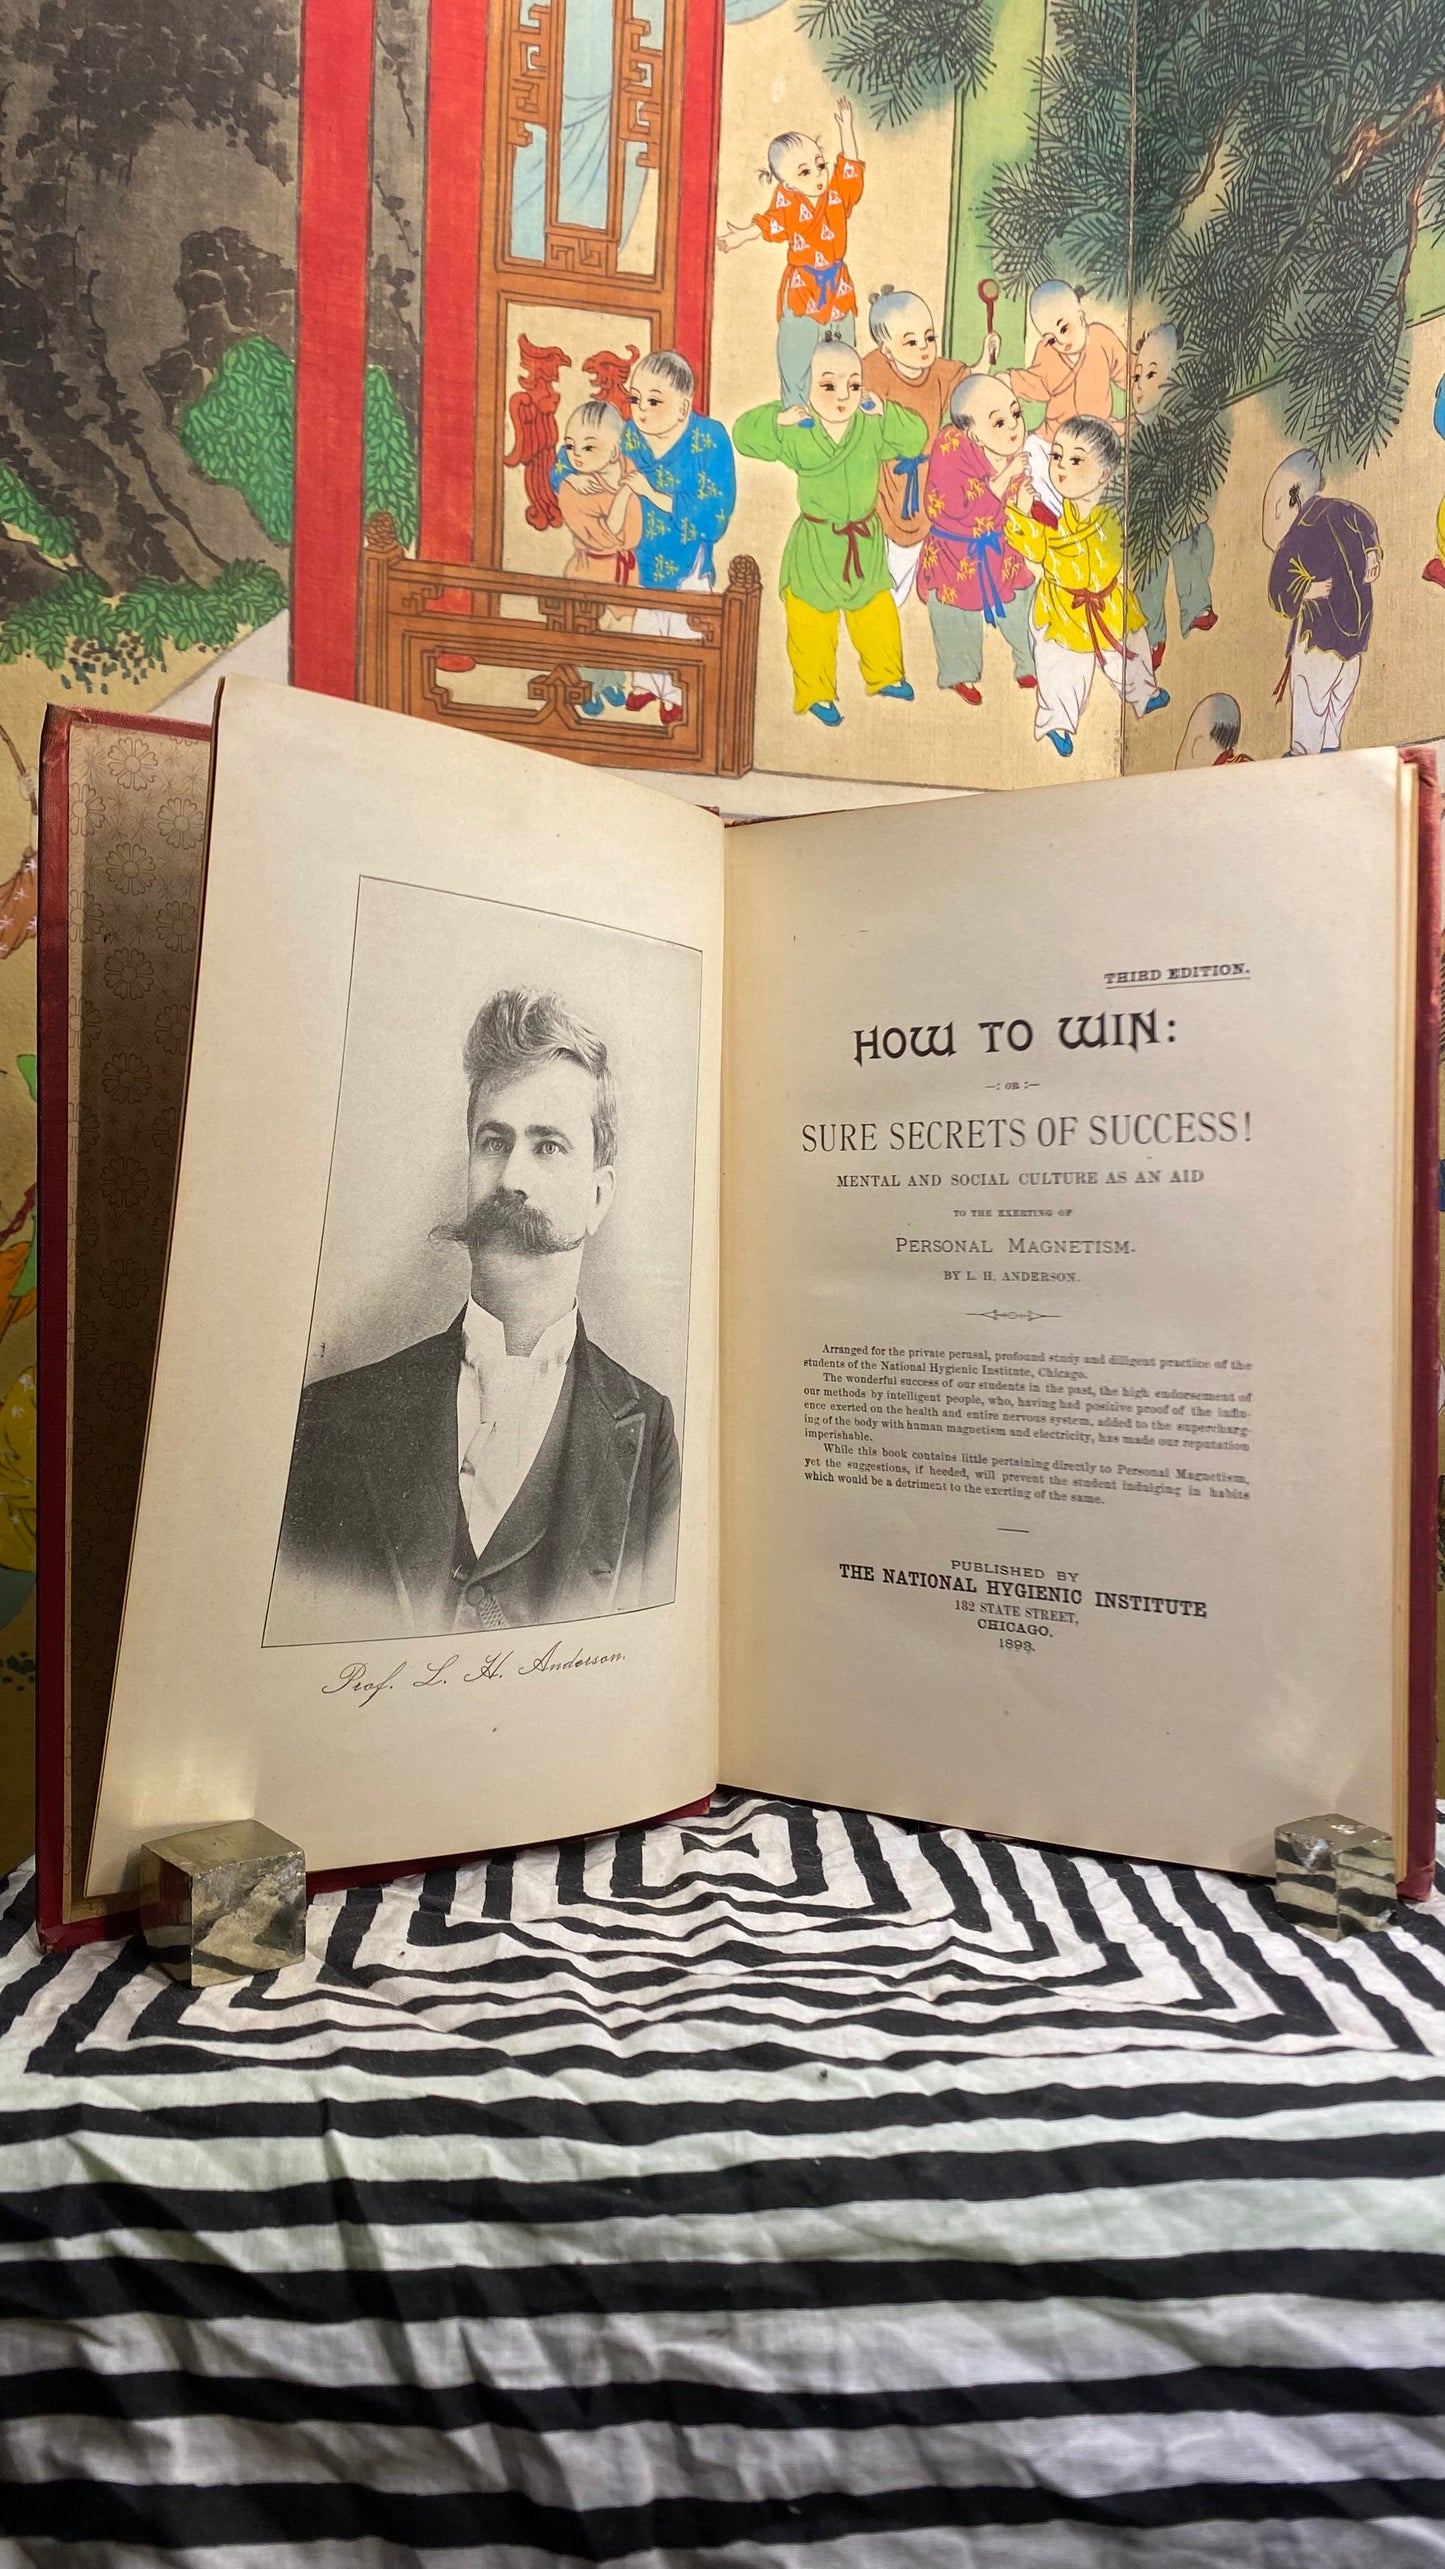 Prof. L. H. Anderson.
THIRD EDITION.
HOW TO WIN:
—: OR :—
SURE SECRETS OF SUCCESS!
MENTAL AND SOCIAL CULTURE AS AN AID
TO THE EXERTING OF
PERSONAL MAGNETISM.
BY L. H. ANDERSON.
Arranged for the private perusal, profound study and diligent practice of the
students of the National Hygienic Institute, Chicago.
The wonderful success of our students in the past, the high endorsement of
our methods by intelligent people, who, having had positive proof of the influ-
ence exerted on the health and entire nervous system, added to the supercharg-
ing of the body with human magnetism and electricity, has made our reputation
imperishable.
While this book contains little pertaining directly to Personal Magnetism,
yet the suggestions, if heeded, will prevent the student indulging in habits
which would be a detriment to the exerting of the same.
PUBLISHED BY
THE NATIONAL HYGIENIC INSTITUTE
182 STATE STREET,
CHICAGO.
1893.